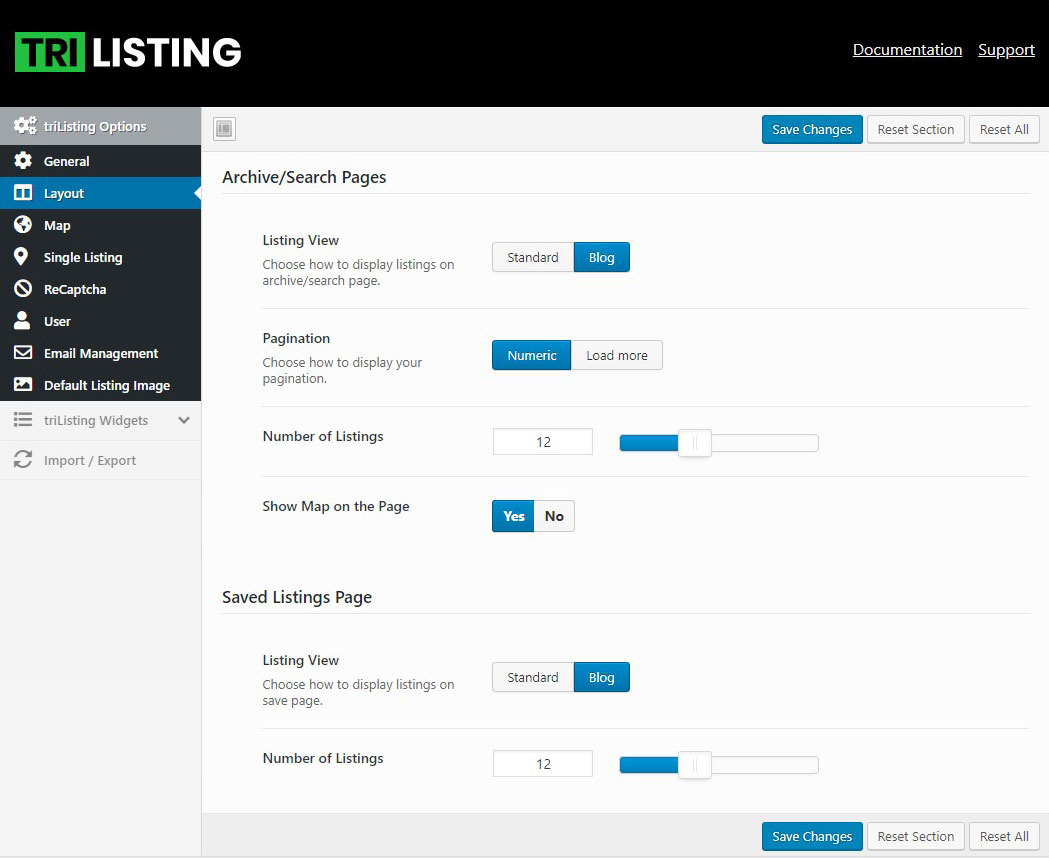 TRI LISTING
Documentation Support
triListing Options
General
Layout
Map
Single Listing
ReCaptcha
User
Email Management
Default Listing Image
triListing Widgets
Import / Export
Save Changes Reset Section Reset All
Archive/Search Pages
Listing View
Choose how to display listings on
archive/search page.
Standard Blog
Pagination
Choose how to display your
pagination.
Numeric Load more
Number of Listings
12
Show Map on the Page
Yes No
Saved Listings Page
Listing View
Choose how to display listings on
save page.
Standard Blog
Number of Listings
12
Save Changes Reset Section Reset All